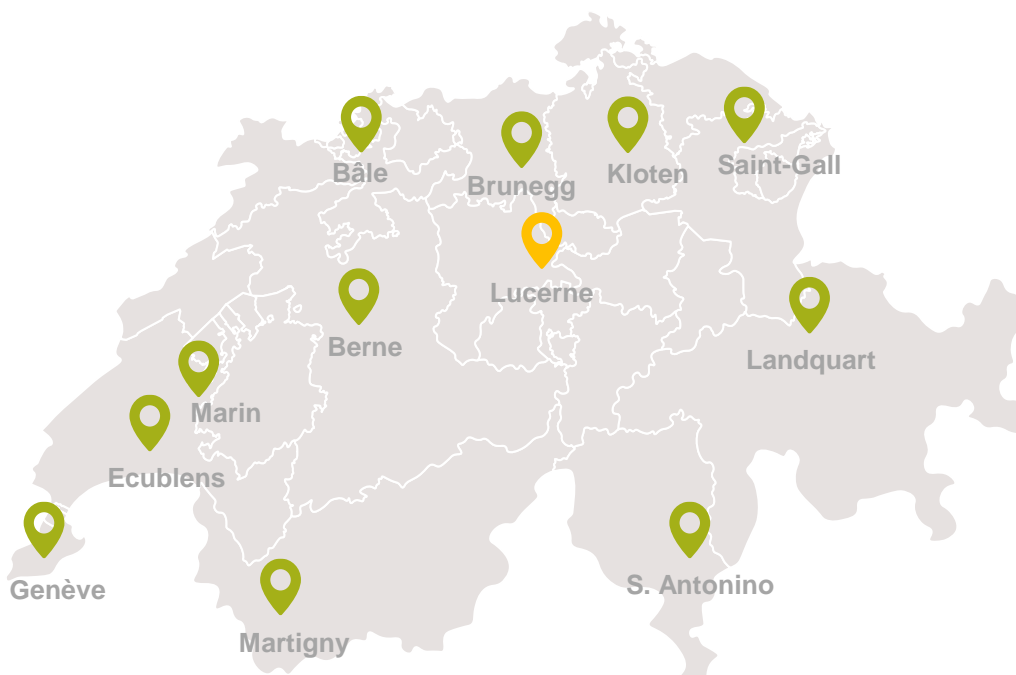 Bâle
Brunegg
Kloten
Saint-Gall
Lucerne
Berne
Landquart
Marin
Ecublens
Genève
S. Antonino
Martigny